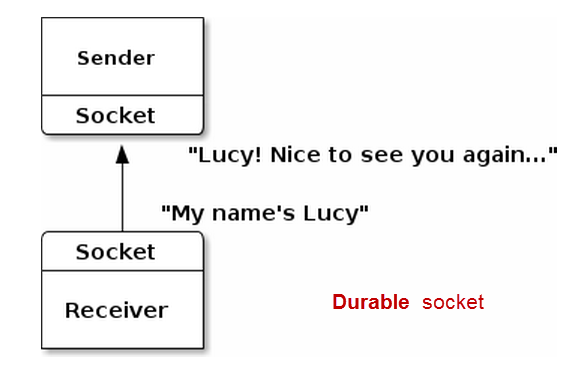 Sender
Socket
"Lucy! Nice to see you again..."
"My name's Lucy"
Socket
Receiver
Durable socket